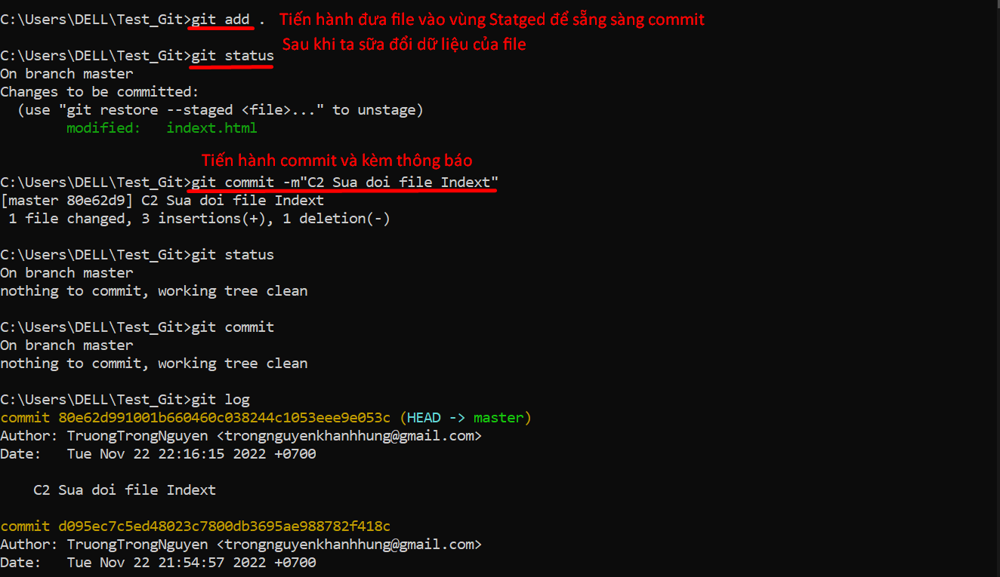 C:\Users\DELL\Test_Git>git add . Tiến hành đưa file vào vùng Statged để sẵng sàng commit
Sau khi ta sữa đổi dữ liệu của file
C:\Users\DELL\Test_Git>git status
On branch master
Changes to be committed:
  (use "git restore --staged <file>..." to unstage)
        modified:   indext.html
Tiến hành commit và kèm thông báo
C:\Users\DELL\Test_Git>git commit -m"C2 Sua doi file Indext"
[master 80e62d9] C2 Sua doi file Indext
 1 file changed, 3 insertions(+), 1 deletion(-)
C:\Users\DELL\Test_Git>git status
On branch master
nothing to commit, working tree clean
C:\Users\DELL\Test_Git>git commit
On branch master
nothing to commit, working tree clean
C:\Users\DELL\Test_Git>git log
commit 80e62d991001b660460c038244c1053eee9e053c (HEAD -> master)
Author: TruongTrongNguyen <trongnguyenkhanhhung@gmail.com>
Date:   Tue Nov 22 22:16:15 2022 +0700
    C2 Sua doi file Indext
commit d095ec7c5ed48023c7800db3695ae988782f418c
Author: TruongTrongNguyen <trongnguyenkhanhhung@gmail.com>
Date:   Tue Nov 22 21:54:57 2022 +0700